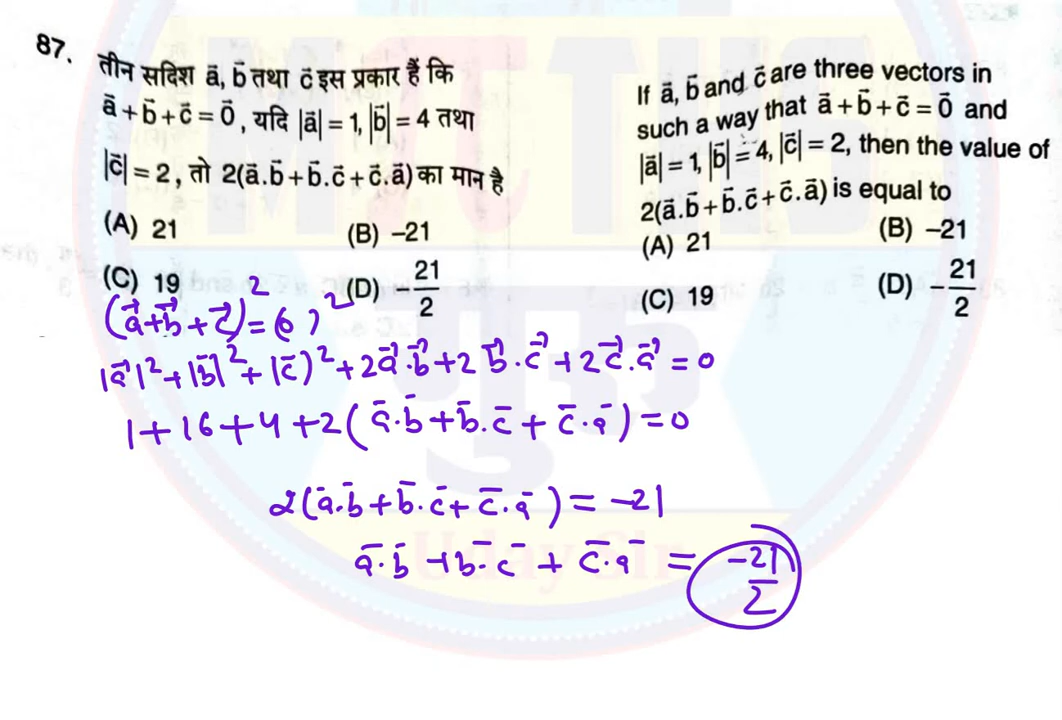 87. तीन सदिश a⃗, b⃗ तथा c⃗ इस प्रकार हैं कि
a⃗ + b⃗ + c⃗ = 0⃗, यदि |a⃗| = 1, |b⃗| = 4 तथा
|c⃗| = 2, तो 2(a⃗.b⃗ + b⃗.c⃗ + c⃗.a⃗) का मान है
(A) 21 (B) –21
(C) 19 (D) -21/2
If a⃗, b⃗ and c⃗ are three vectors in
such a way that a⃗ + b⃗ + c⃗ = 0⃗ and
|a⃗| = 1, |b⃗| = 4, |c⃗| = 2, then the value of
2(a⃗.b⃗ + b⃗.c⃗ + c⃗.a⃗) is equal to
(A) 21 (B) –21
(C) 19 (D) -21/2
(a⃗+b⃗+c⃗)² = (0)²
|a⃗|²+|b̄|²+|c̄)²+2a⃗.b⃗+2b⃗.c⃗+2c⃗.a⃗ = 0
1+16+4+2(ā.b̄+b̄.c̄+c̄.ā)=0
2(ā.b̄+b̄.c̄+c̄.ā)=-21
ā.b̄+b̄.c̄+c̄.ā = -21/2
MATHS
Uday Sir